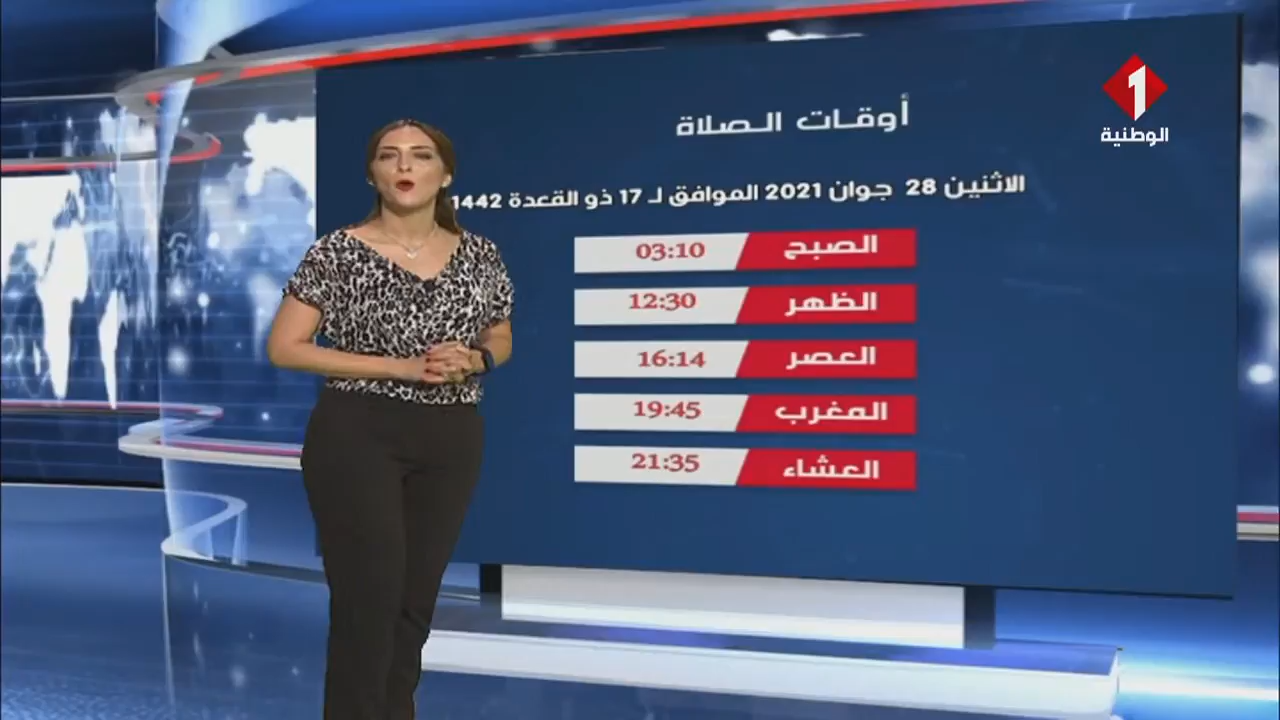 1
الوطنية
أوقات الصلاة
الاثنين 28 جوان 2021 الموافق لـ 17 ذو القعدة 1442
الصبح 03:10
الظهر 12:30
العصر 16:14
المغرب 19:45
العشاء 21:35